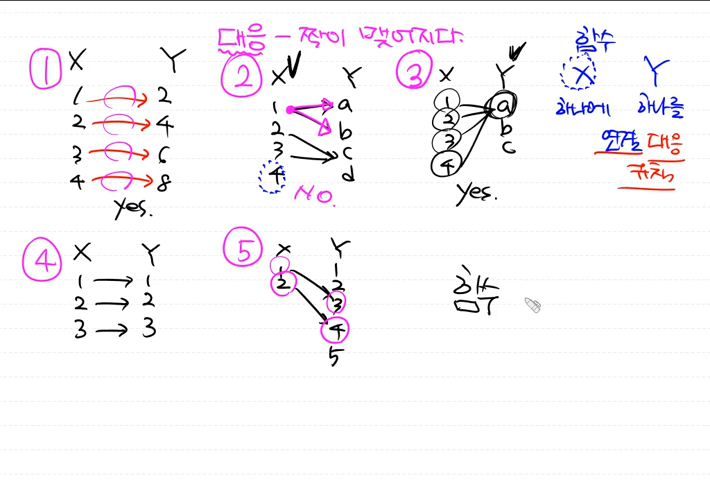 대응 - 짝이 맺어지다.
① X Y
1 → 2
2 → 4
3 → 6
4 → 8
Yes.
② X Y
1 a
2 b
3 c
4 d
NO.
③ X Y
1 a
2 b
3 c
4
Yes.
함수
X Y
하나에 하나를
연결 대응
규칙
④ X Y
1 → 1
2 → 2
3 → 3
⑤ X Y
1 1
2 2
3
4
5
함수